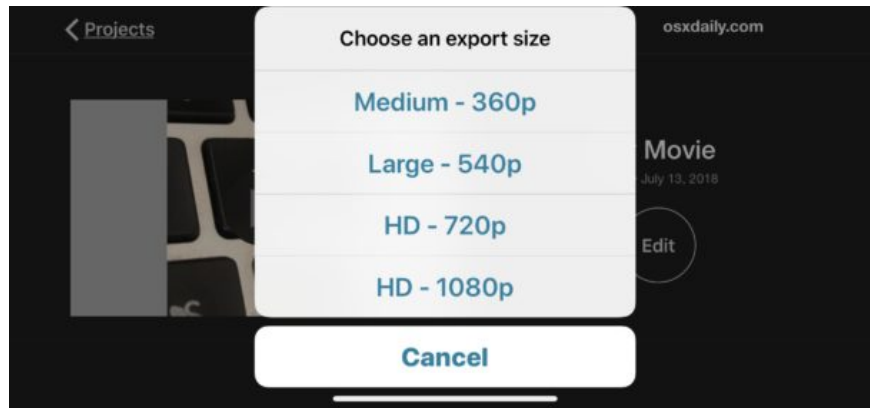 Projects
Choose an export size
osxdaily.com
Medium - 360p
Large - 540p
Movie
July 13, 2018
HD - 720p
Edit
HD - 1080p
Cancel